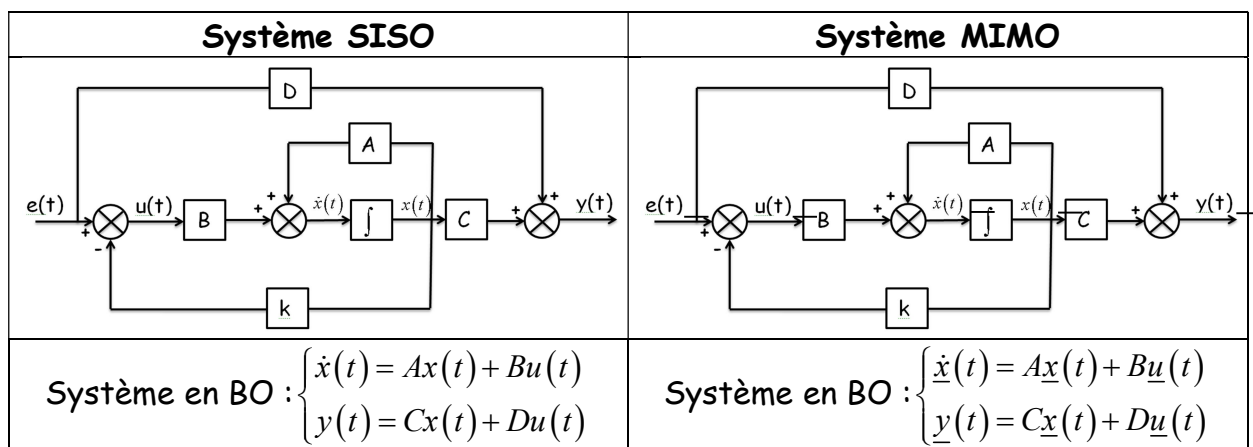 Système SISO
D
A
e(t)
+
-
u(t)
B
+
+
ẋ(t)
∫
x(t)
C
+
+
y(t)
k
Système en BO : { ẋ(t) = Ax(t) + Bu(t)
y(t) = Cx(t) + Du(t)
Système MIMO
D
A
e(t)
+
-
u(t)
B
+
+
ẋ(t)
∫
x(t)
C
+
+
y(t)
k
Système en BO : { ẋ(t) = Ax(t) + Bu(t)
y(t) = Cx(t) + Du(t)